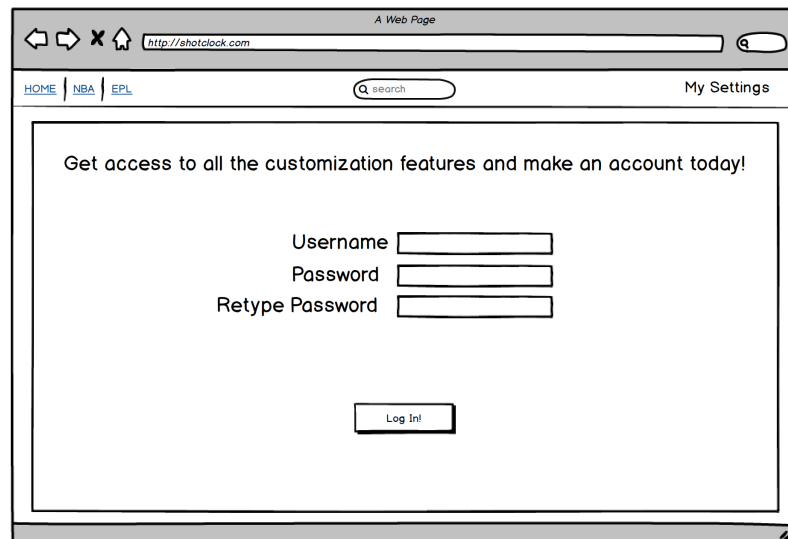 A Web Page
http://shotclock.com
HOME NBA EPL search My Settings
Get access to all the customization features and make an account today!
Username
Password
Retype Password
Log In!